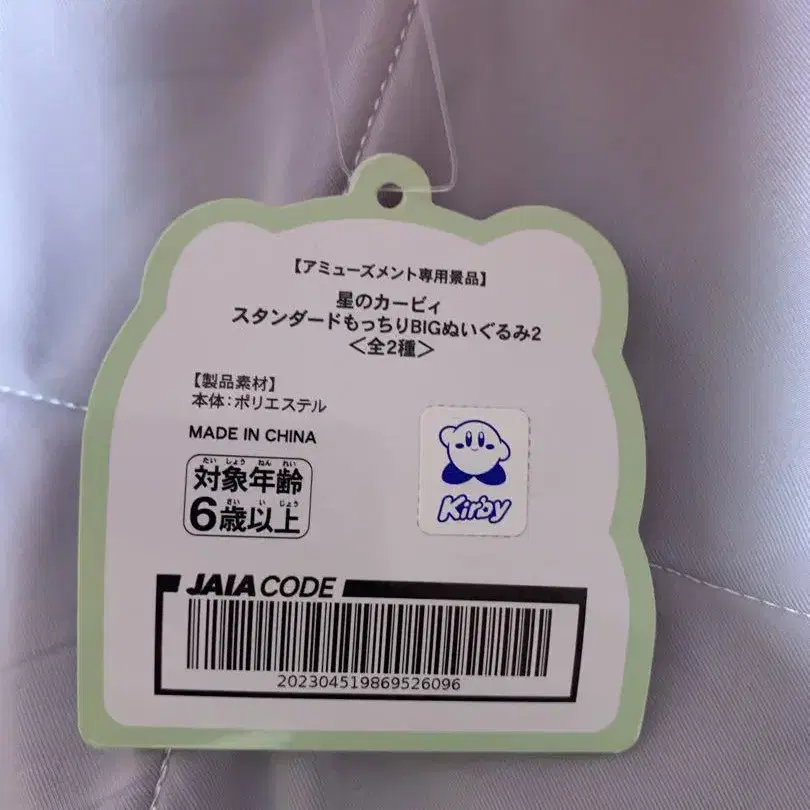 【アミューズメント専用景品】
星のカービィ
スタンダードもっちりBIGぬいぐるみ2
＜全2種＞
【製品素材】
本体：ポリエステル
MADE IN CHINA
たい しょう ねん れい
対象年齢
さい い じょう
6歳以上
Kirby
JAIA CODE
202304519869526096